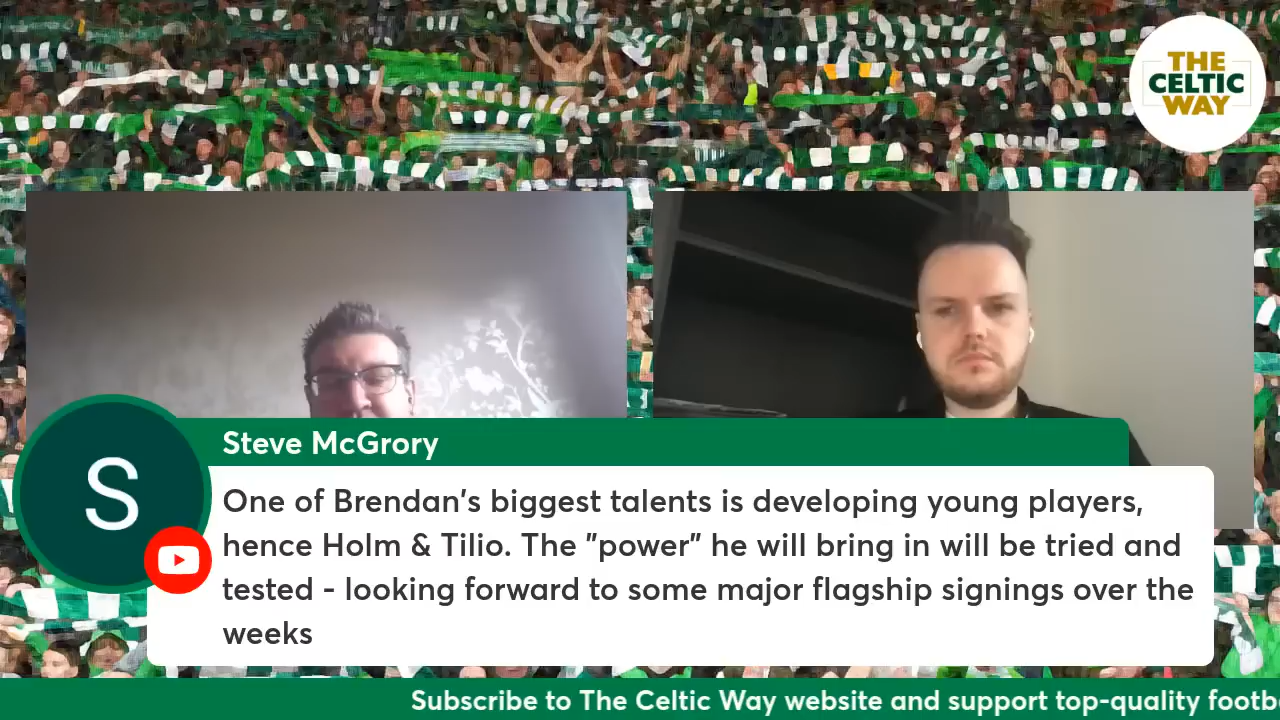 THE
CELTIC
WAY
S
Steve McGrory
One of Brendan's biggest talents is developing young players,
hence Holm & Tilio. The "power" he will bring in will be tried and
tested - looking forward to some major flagship signings over the
weeks
Subscribe to The Celtic Way website and support top-quality footb